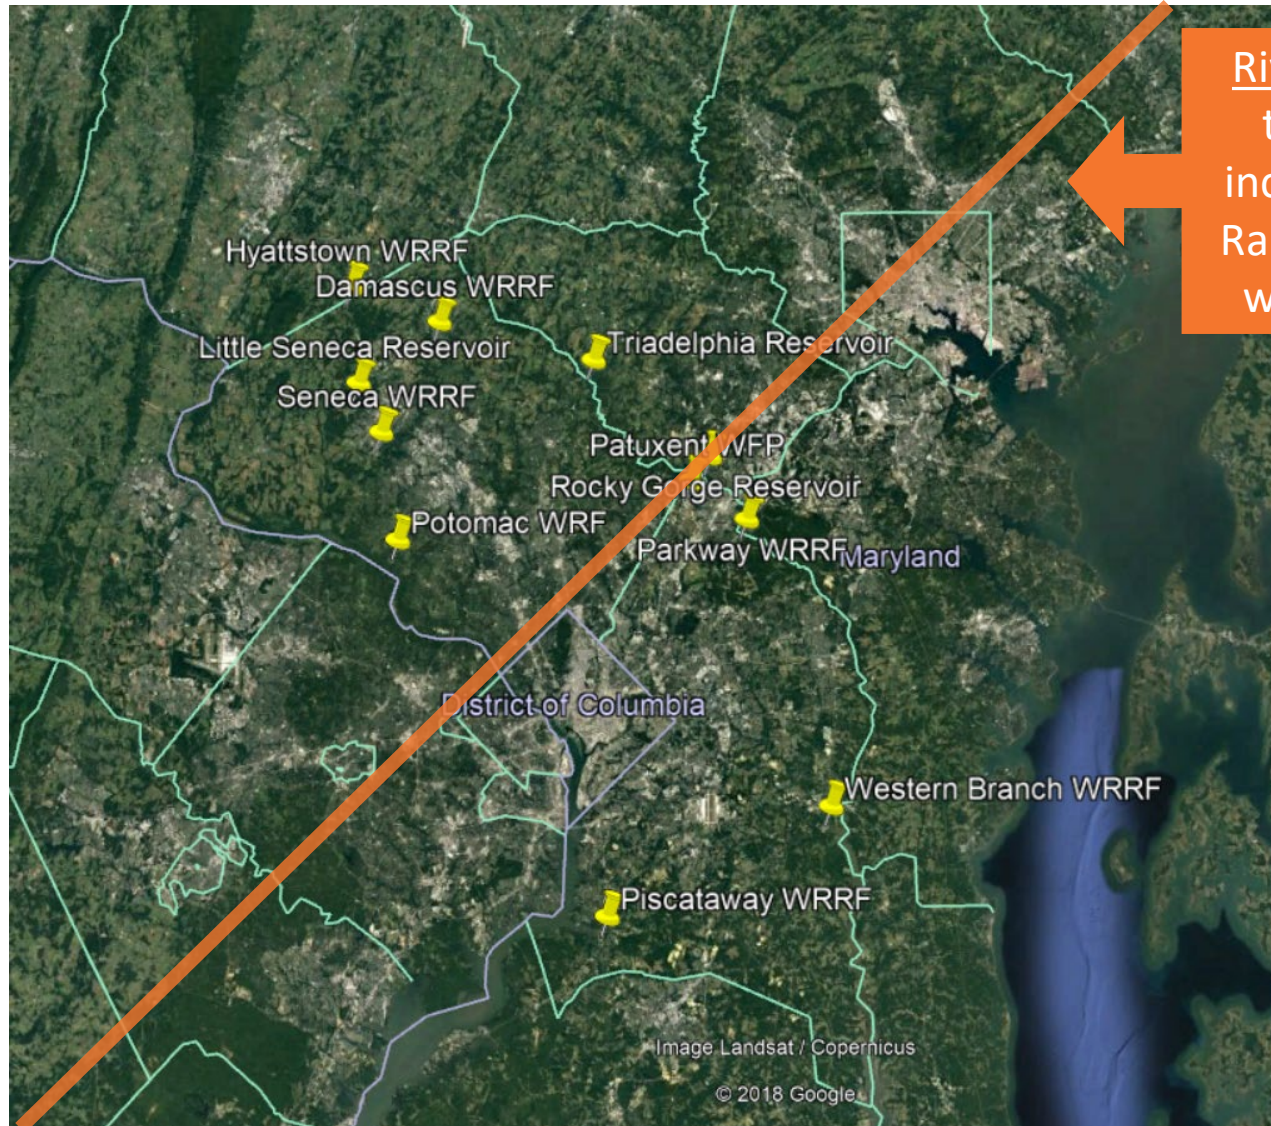 Hyattstown WRRF
Damascus WRRF
Little Seneca Reservoir
Triadelphia Reservoir
Seneca WRRF
Patuxent WFP
Rocky Gorge Reservoir
Potomac WRF
Parkway WRRF
Maryland
District of Columbia
Western Branch WRRF
Piscataway WRRF
Image Landsat / Copernicus
© 2018 Google